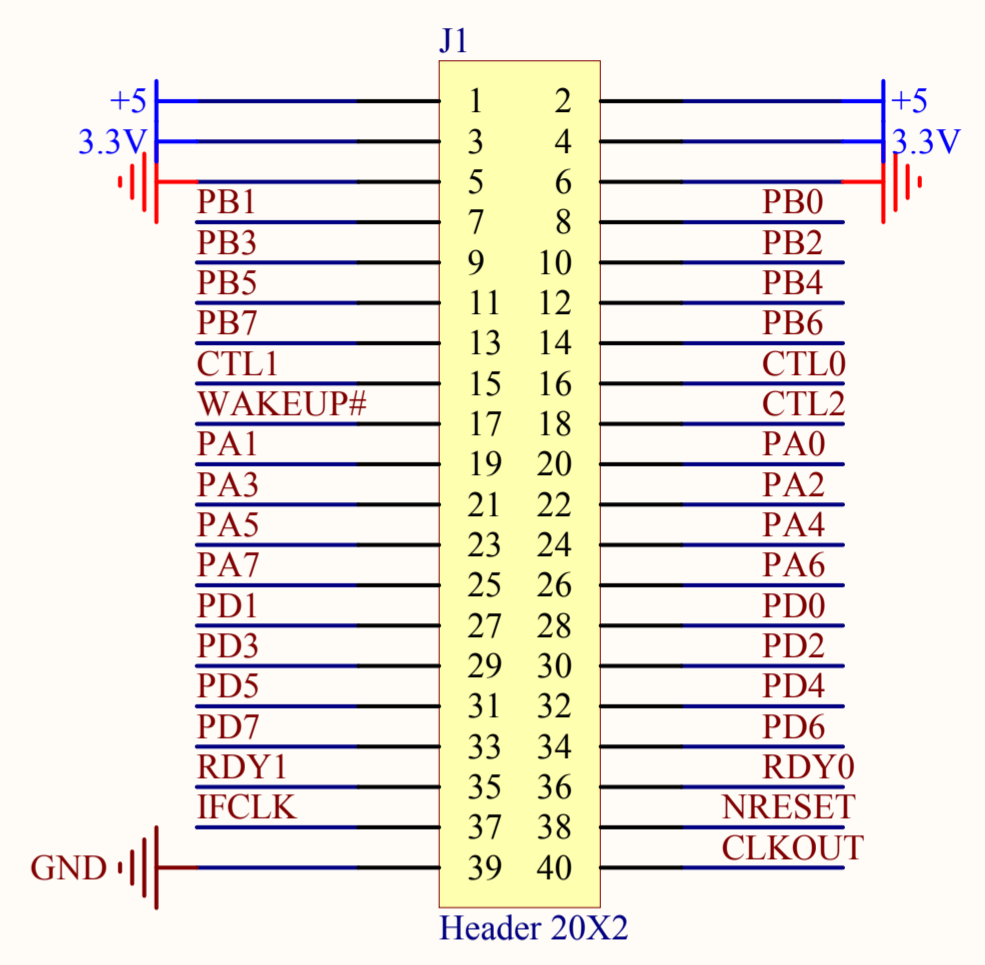 J1
+5 1 2 +5
3.3V 3 4 3.3V
5 6
PB1 7 8 PB0
PB3 9 10 PB2
PB5 11 12 PB4
PB7 13 14 PB6
CTL1 15 16 CTL0
WAKEUP# 17 18 CTL2
PA1 19 20 PA0
PA3 21 22 PA2
PA5 23 24 PA4
PA7 25 26 PA6
PD1 27 28 PD0
PD3 29 30 PD2
PD5 31 32 PD4
PD7 33 34 PD6
RDY1 35 36 RDY0
IFCLK 37 38 NRESET
GND 39 40 CLKOUT
Header 20X2